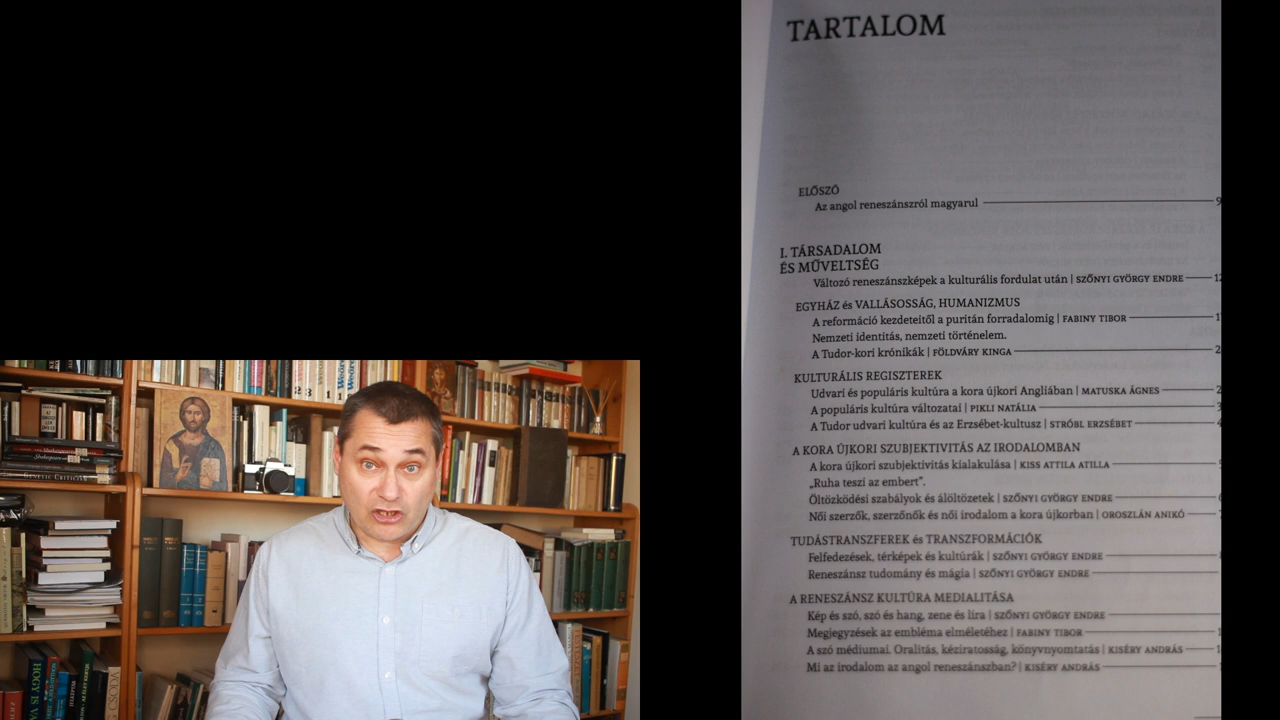 TARTALOM
ELŐSZŐ
Az angol reneszánszról magyarul 9
I. TÁRSADALOM
ÉS MŰVELTSÉG
Változó reneszánszképek a kulturális fordulat után | SZŐNYI GYÖRGY ENDRE
EGYHÁZ és VALLÁSOSSÁG, HUMANIZMUS
A reformáció kezdeteitől a puritán forradalomig | FABINY TIBOR
Nemzeti identitás, nemzeti történelem.
A Tudor-kori krónikák | FÖLDVÁRY KINGA
KULTURÁLIS REGISZTEREK
Udvari és populáris kultúra a kora újkori Angliában | MATUSKA ÁGNES
A populáris kultúra változatai | PIKLI NATÁLIA
A Tudor udvari kultúra és az Erzsébet-kultusz | STRÓBL ERZSÉBET
A KORA ÚJKORI SZUBJEKTIVITÁS AZ IRODALOMBAN
A kora újkori szubjektivitás kialakulása | KISS ATTILA ATILLA
„Ruha teszi az embert”.
Öltözködési szabályok és álöltözetek | SZŐNYI GYÖRGY ENDRE
Női szerzők, szerzőnők és női irodalom a kora újkorban | OROSZLÁN ANIKÓ
TUDÁSTRANSZFEREK és TRANSZFORMÁCIÓK
Felfedezések, térképek és kultúrák | SZŐNYI GYÖRGY ENDRE
Reneszánsz tudomány és mágia | SZŐNYI GYÖRGY ENDRE
A RENESZÁNSZ KULTÚRA MEDIALITÁSA
Kép és szó, szó és hang, zene és líra | SZŐNYI GYÖRGY ENDRE
Megjegyzések az embléma elméletéhez | FABINY TIBOR
A szó médiumai. Oralitás, kéziratosság, könyvnyomtatás | KISÉRY ANDRÁS
Mi az irodalom az angol reneszánszban? | KISÉRY ANDRÁS
GENETIC CRITICISM
HOGY IS VA